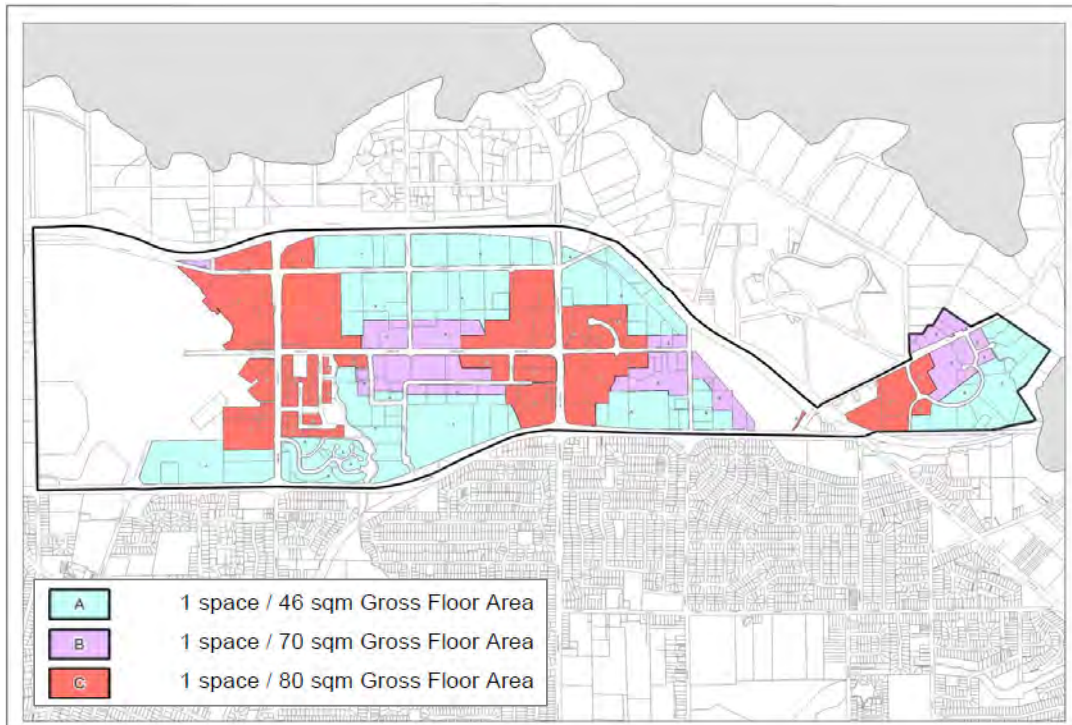 A 1 space / 46 sqm Gross Floor Area
B 1 space / 70 sqm Gross Floor Area
C 1 space / 80 sqm Gross Floor Area